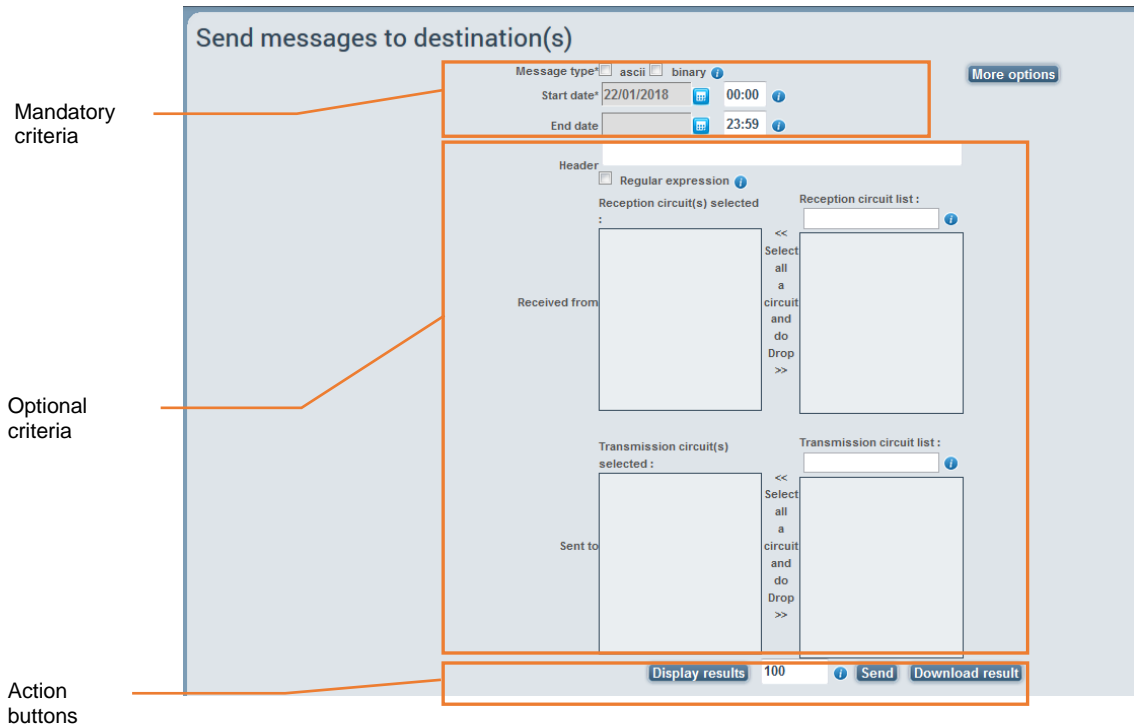 Send messages to destination(s)
Message type* ascii binary
More options
Start date* 22/01/2018 00:00
Mandatory
criteria
End date 23:59
Header
Regular expression
Reception circuit(s) selected
:
Reception circuit list :
<<
Select
all
a
circuit
and
do
Drop
>>
Received from
Optional
criteria
Transmission circuit(s)
selected :
Transmission circuit list :
<<
Select
all
a
circuit
and
do
Drop
>>
Sent to
Action
buttons
Display results 100 Send Download result